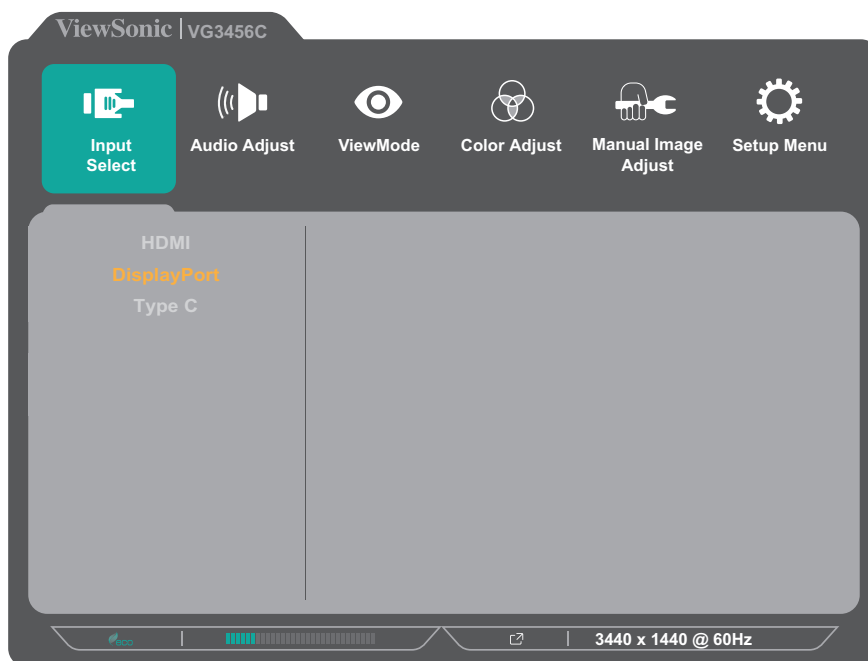 ViewSonic | VG3456C
Input Select
Audio Adjust
ViewMode
Color Adjust
Manual Image Adjust
Setup Menu
HDMI
DisplayPort
Type C
eco
3440 x 1440 @ 60Hz